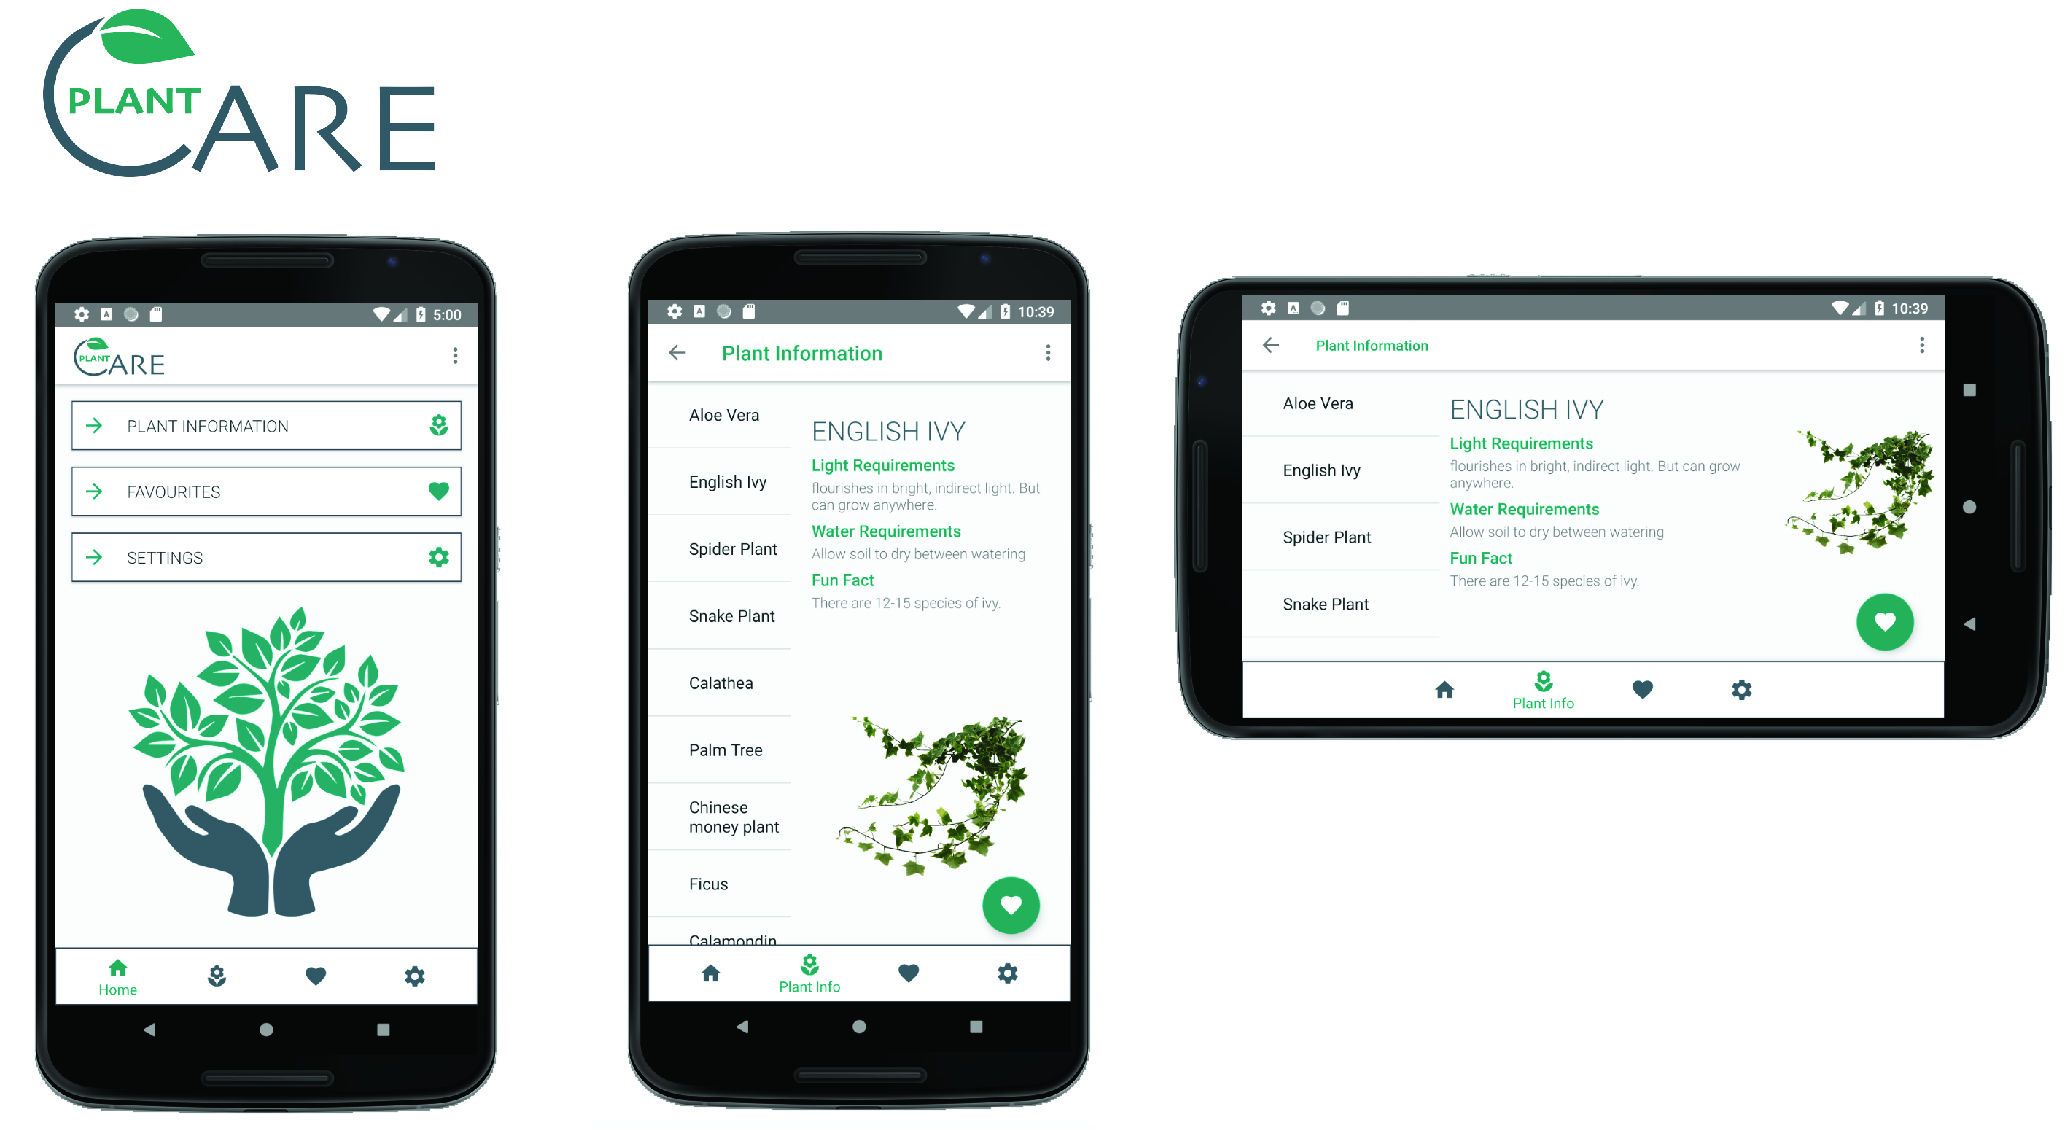 PLANT
CARE
5:00
PLANT
CARE
PLANT INFORMATION
FAVOURITES
SETTINGS
Home
10:39
Plant Information
Aloe Vera
English Ivy
Spider Plant
Snake Plant
Calathea
Palm Tree
Chinese
money plant
Ficus
Calamondin
ENGLISH IVY
Light Requirements
flourishes in bright, indirect light. But
can grow anywhere.
Water Requirements
Allow soil to dry between watering
Fun Fact
There are 12-15 species of ivy.
Plant Info
10:39
Plant Information
Aloe Vera
English Ivy
Spider Plant
Snake Plant
ENGLISH IVY
Light Requirements
flourishes in bright, indirect light. But can grow
anywhere.
Water Requirements
Allow soil to dry between watering
Fun Fact
There are 12-15 species of ivy.
Plant Info